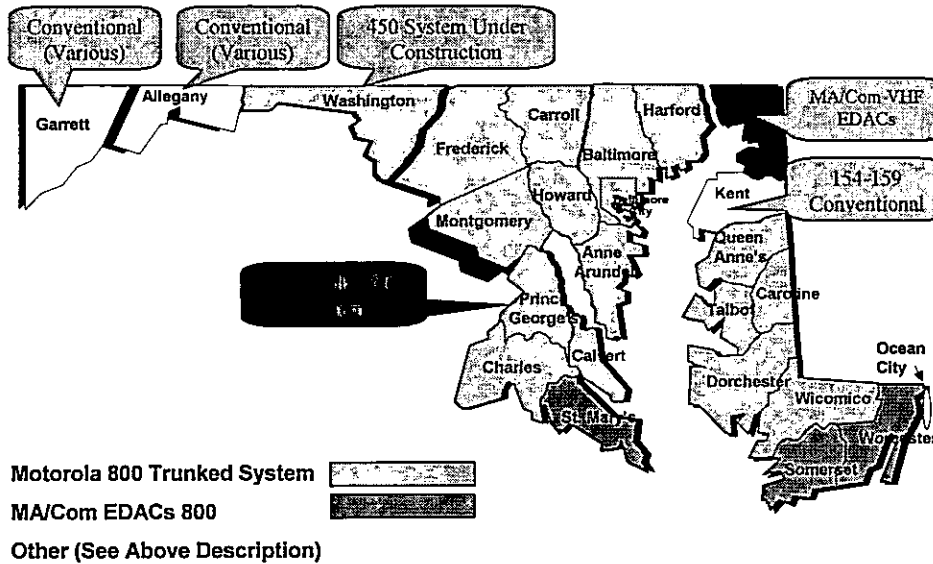 Conventional
(Various)
Conventional
(Various)
450 System Under
Construction
MA/Com VHF
EDACs
154-159
Conventional
Garrett
Allegany
Washington
Frederick
Carroll
Baltimore
Harford
Kent
Howard
Montgomery
Baltimore
City
Anne
Arundel
Queen
Anne's
Caroline
Talbot
Prince
George's
Calvert
Charles
St. Mary's
Dorchester
Ocean
City
Wicomico
Worcester
Somerset
Motorola 800 Trunked System
MA/Com EDACs 800
Other (See Above Description)